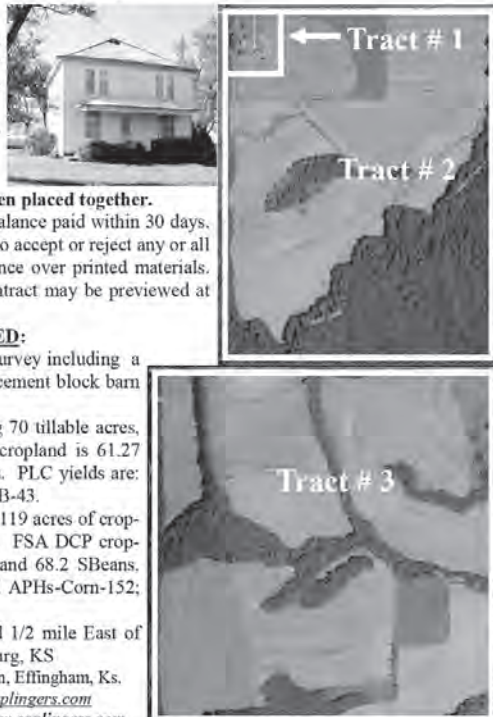 Tract # 1
Tract # 2
en placed together.
alance paid within 30 days.
o accept or reject any or all
nce over printed materials.
tract may be previewed at
ED:
urvey including a
cement block barn
g 70 tillable acres,
cropland is 61.27
s. PLC yields are:
B-43.
119 acres of crop-
FSA DCP crop-
and 68.2 SBeans.
APHs-Corn-152;
Tract # 3
1/2 mile East of
urg, KS
n, Effingham, Ks.
plingers.com